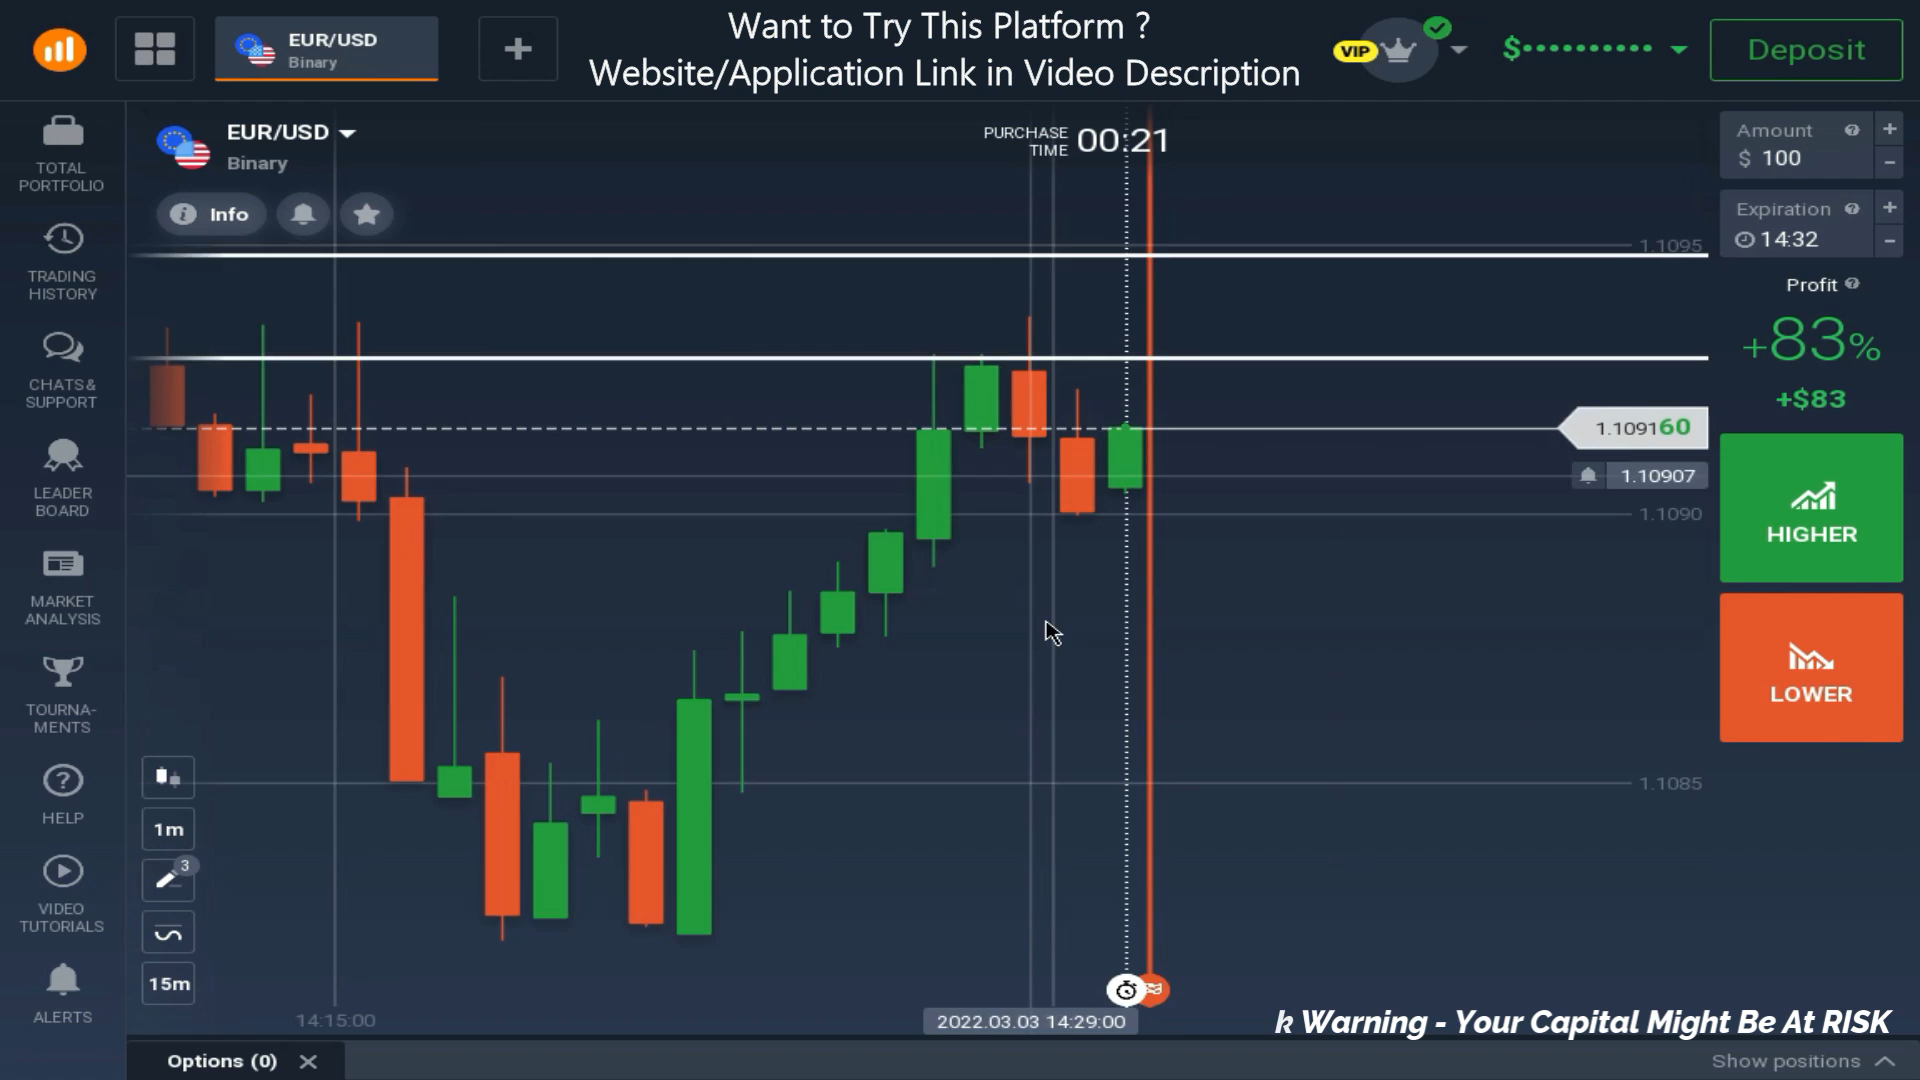 Want to Try This Platform ?
Website/Application Link in Video Description
EUR/USD
Binary
VIP
$
Deposit
EUR/USD
Binary
Info
PURCHASE
TIME
00:21
TOTAL
PORTFOLIO
TRADING
HISTORY
CHATS &
SUPPORT
LEADER
BOARD
MARKET
ANALYSIS
TOURNA-
MENTS
HELP
VIDEO
TUTORIALS
ALERTS
Amount
$ 100
+
-
Expiration
14:32
+
-
Profit
+83%
+$83
HIGHER
LOWER
1.1095
1.109160
1.10907
1.1090
1.1085
1m
3
15m
14:15:00
2022.03.03 14:29:00
k Warning - Your Capital Might Be At RISK
Options (0)
Show positions